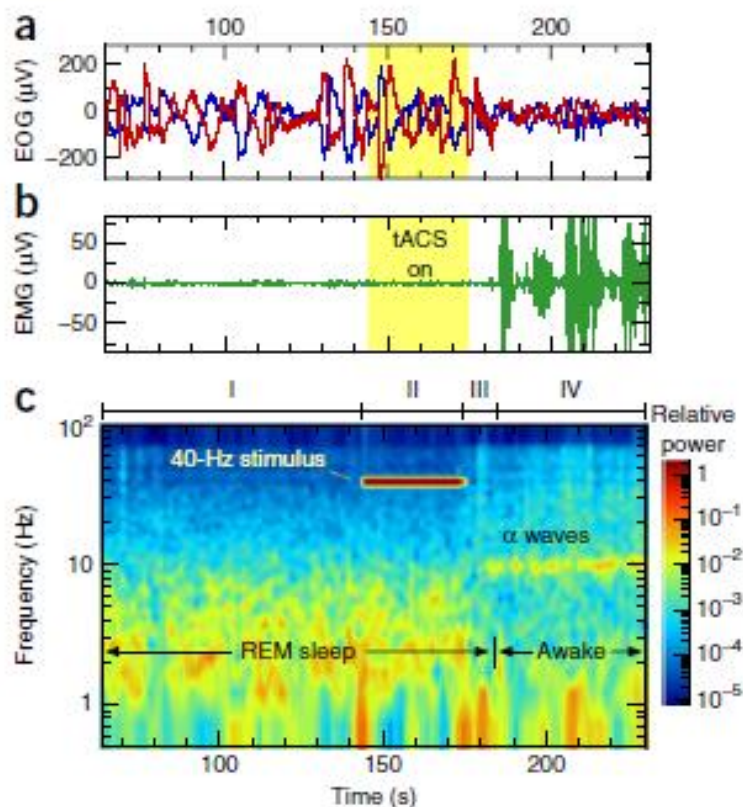 a
100 150 200
EOG (μV)
200
0
−200
b
EMG (μV)
50
0
−50
tACS
on
c
I II III IV
Relative
power
10²
10
1
Frequency (Hz)
40-Hz stimulus
α waves
REM sleep
Awake
1
10⁻¹
10⁻²
10⁻³
10⁻⁴
10⁻⁵
100 150 200
Time (s)